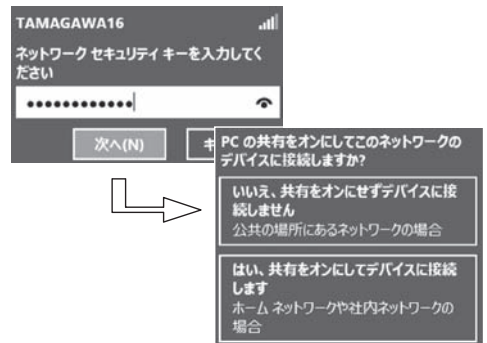 TAMAGAWA16
ネットワーク セキュリティ キーを入力してく
ださい
••••••••••••
次へ(N)
キ
PC の共有をオンにしてこのネットワークの
デバイスに接続しますか?
いいえ、共有をオンにせずデバイスに接
続しません
公共の場所にあるネットワークの場合
はい、共有をオンにしてデバイスに接続
します
ホーム ネットワークや社内ネットワークの
場合